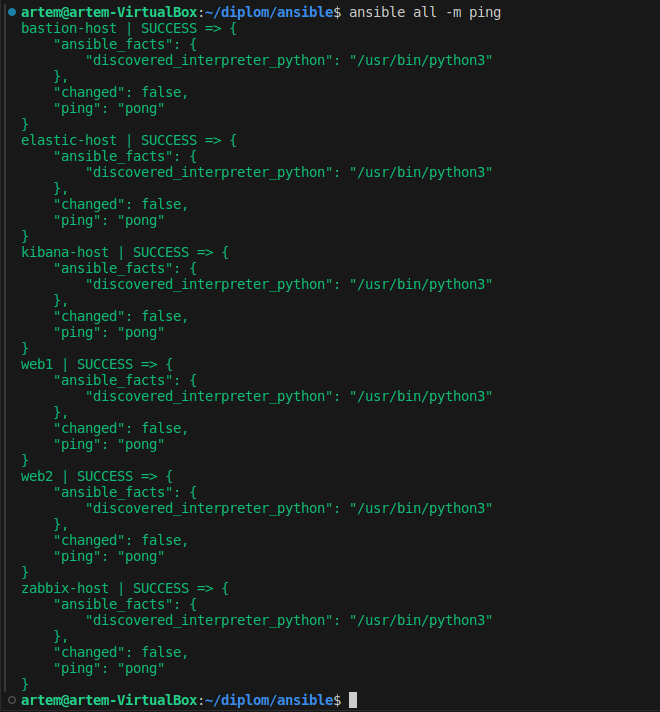 artem@artem-VirtualBox:~/diplom/ansible$ ansible all -m ping
bastion-host | SUCCESS => {
    "ansible_facts": {
        "discovered_interpreter_python": "/usr/bin/python3"
    },
    "changed": false,
    "ping": "pong"
}
elastic-host | SUCCESS => {
    "ansible_facts": {
        "discovered_interpreter_python": "/usr/bin/python3"
    },
    "changed": false,
    "ping": "pong"
}
kibana-host | SUCCESS => {
    "ansible_facts": {
        "discovered_interpreter_python": "/usr/bin/python3"
    },
    "changed": false,
    "ping": "pong"
}
web1 | SUCCESS => {
    "ansible_facts": {
        "discovered_interpreter_python": "/usr/bin/python3"
    },
    "changed": false,
    "ping": "pong"
}
web2 | SUCCESS => {
    "ansible_facts": {
        "discovered_interpreter_python": "/usr/bin/python3"
    },
    "changed": false,
    "ping": "pong"
}
zabbix-host | SUCCESS => {
    "ansible_facts": {
        "discovered_interpreter_python": "/usr/bin/python3"
    },
    "changed": false,
    "ping": "pong"
}
artem@artem-VirtualBox:~/diplom/ansible$